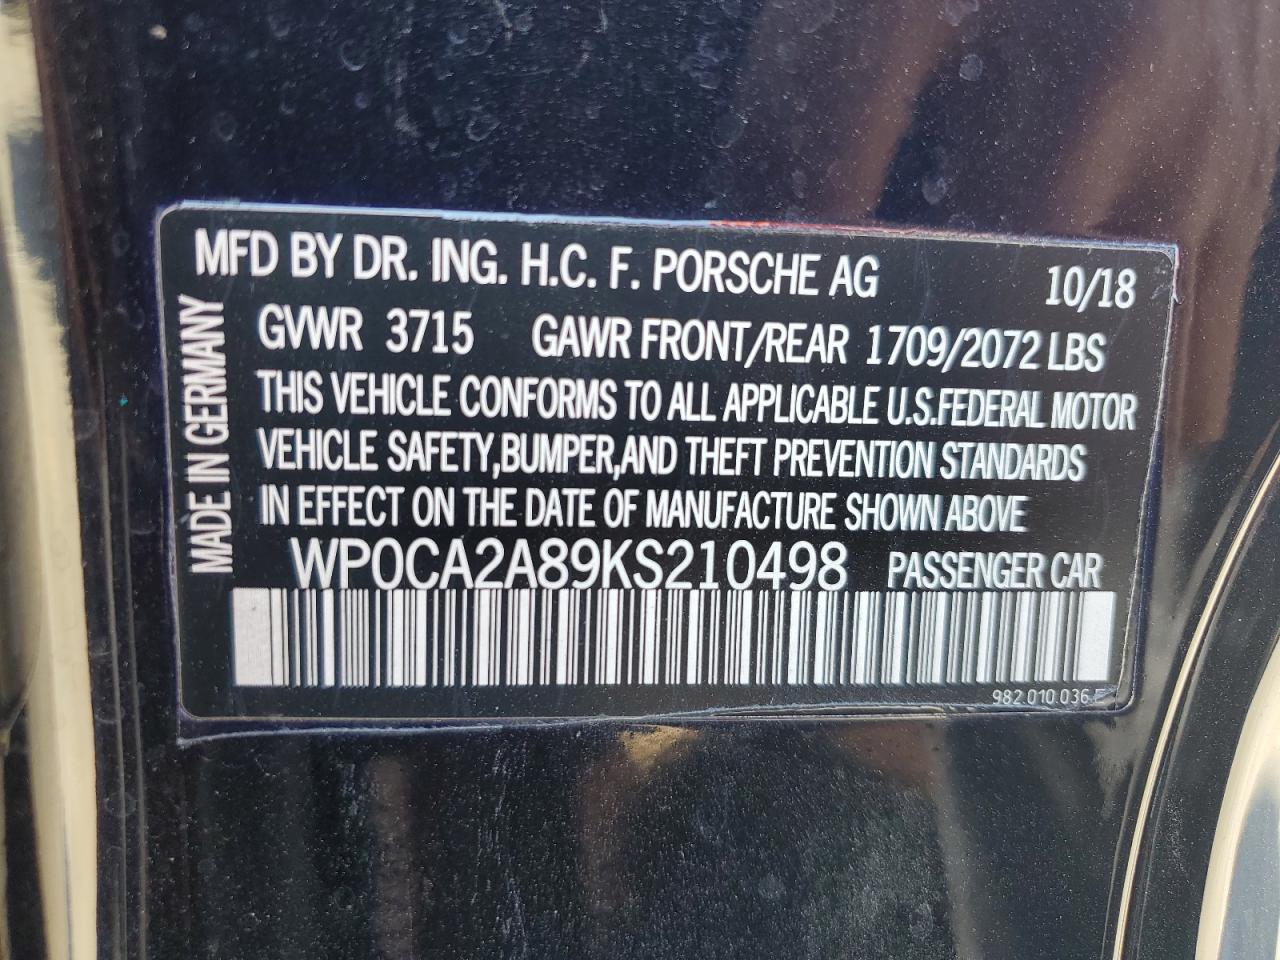 MFD BY DR. ING. H.C. F. PORSCHE AG 10/18
GVWR 3715 GAWR FRONT/REAR 1709/2072 LBS
THIS VEHICLE CONFORMS TO ALL APPLICABLE U.S.FEDERAL MOTOR
VEHICLE SAFETY,BUMPER,AND THEFT PREVENTION STANDARDS
IN EFFECT ON THE DATE OF MANUFACTURE SHOWN ABOVE
WP0CA2A89KS210498 PASSENGER CAR
982.010.036.F
MADE IN GERMANY